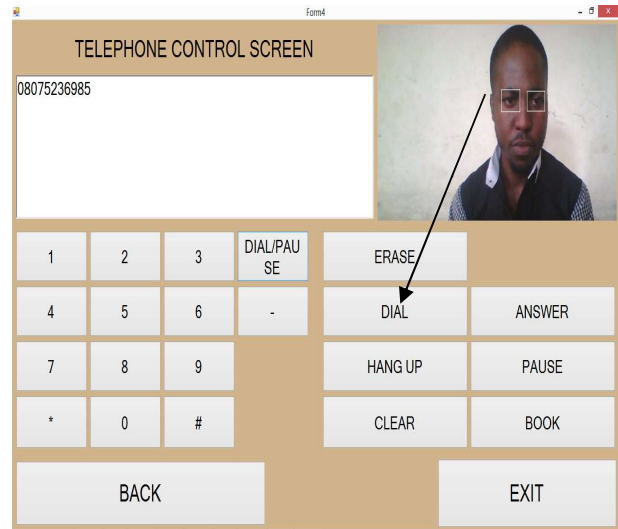 Form4
TELEPHONE CONTROL SCREEN
08075236985
1 2 3 DIAL/PAU
SE ERASE
4 5 6 - DIAL ANSWER
7 8 9 HANG UP PAUSE
* 0 # CLEAR BOOK
BACK EXIT